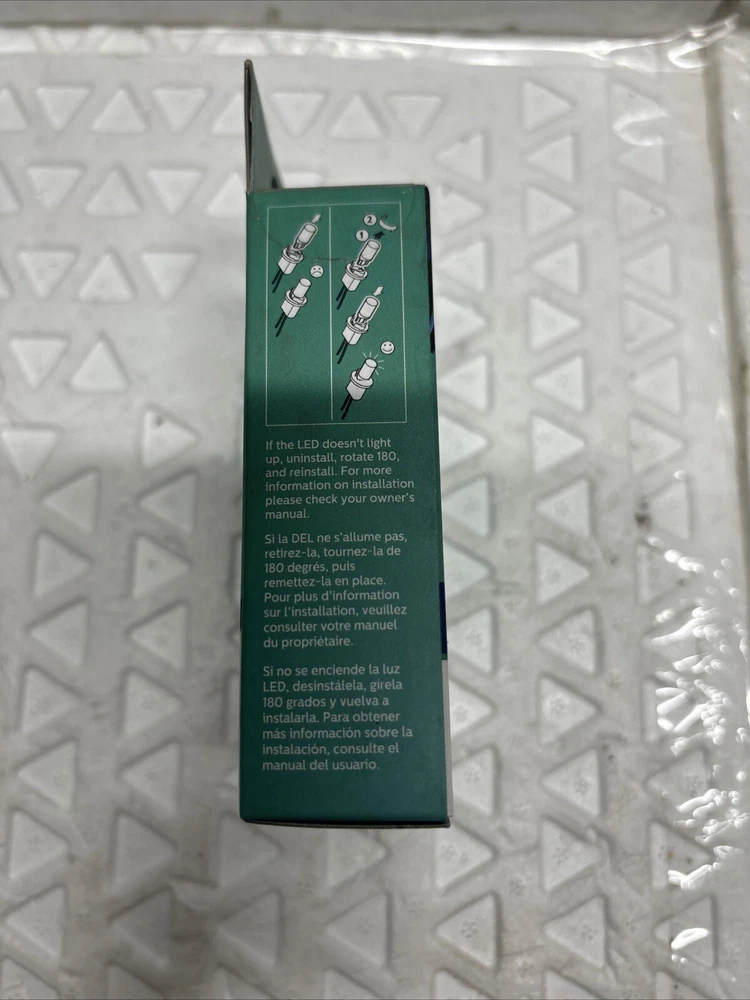 2
1
If the LED doesn't light
up, uninstall, rotate 180,
and reinstall. For more
information on installation
please check your owner's
manual.
Si la DEL ne s'allume pas,
retirez-la, tournez-la de
180 degrés, puis
remettez-la en place.
Pour plus d'information
sur l'installation, veuillez
consulter votre manuel
du propriétaire.
Si no se enciende la luz
LED, desinstálela, gírela
180 grados y vuelva a
instalarla. Para obtener
más información sobre la
instalación, consulte el
manual del usuario.